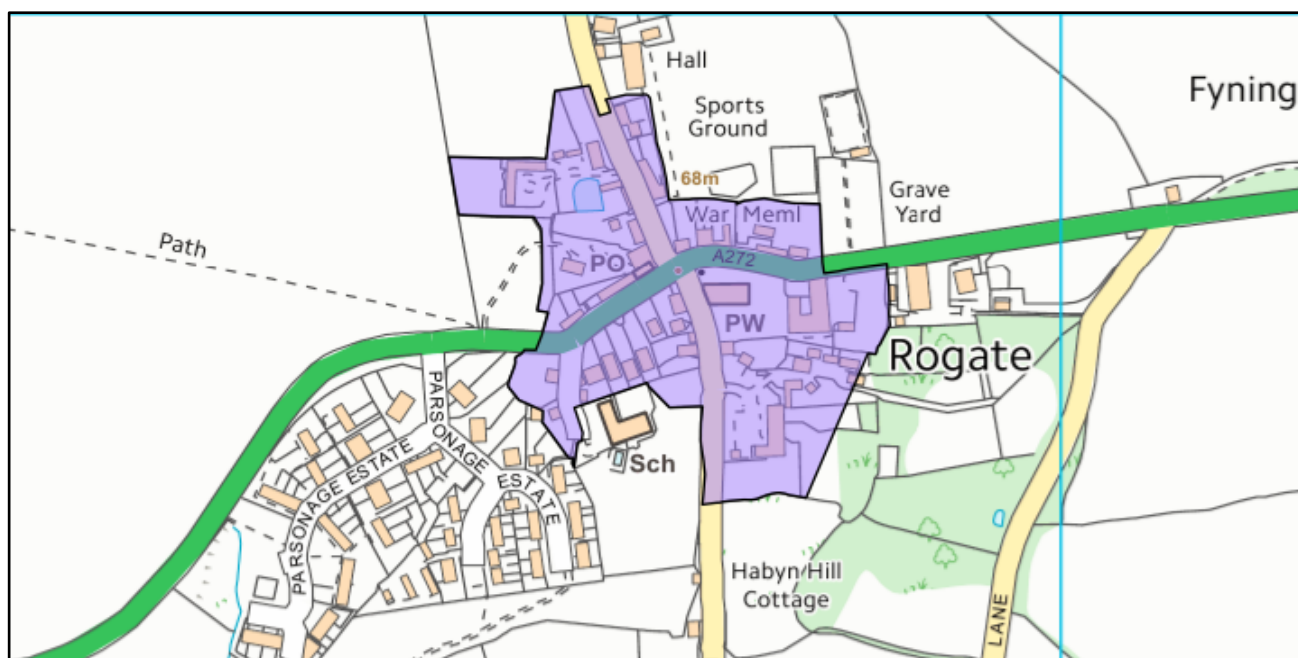 Hall
Fyning
Sports
Ground
68m
Grave
Yard
War Meml
Path
PO
A272
PW
Rogate
PARSONAGE ESTATE
PARSONAGE
ESTATE
Sch
Habyn Hill
Cottage
LANE